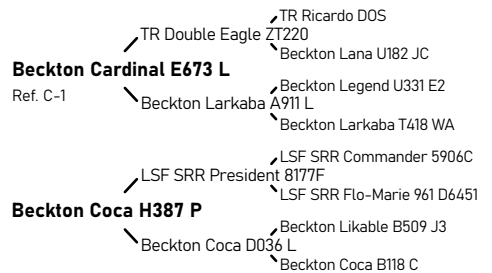 TR Ricardo DOS
TR Double Eagle ZT220
Beckton Lana U182 JC
Beckton Cardinal E673 L
Ref. C-1
Beckton Legend U331 E2
Beckton Larkaba A911 L
Beckton Larkaba T418 WA
LSF SRR Commander 5906C
LSF SRR President 8177F
LSF SRR Flo-Marie 961 D6451
Beckton Coca H387 P
Beckton Likable B509 J3
Beckton Coca D036 L
Beckton Coca B118 C